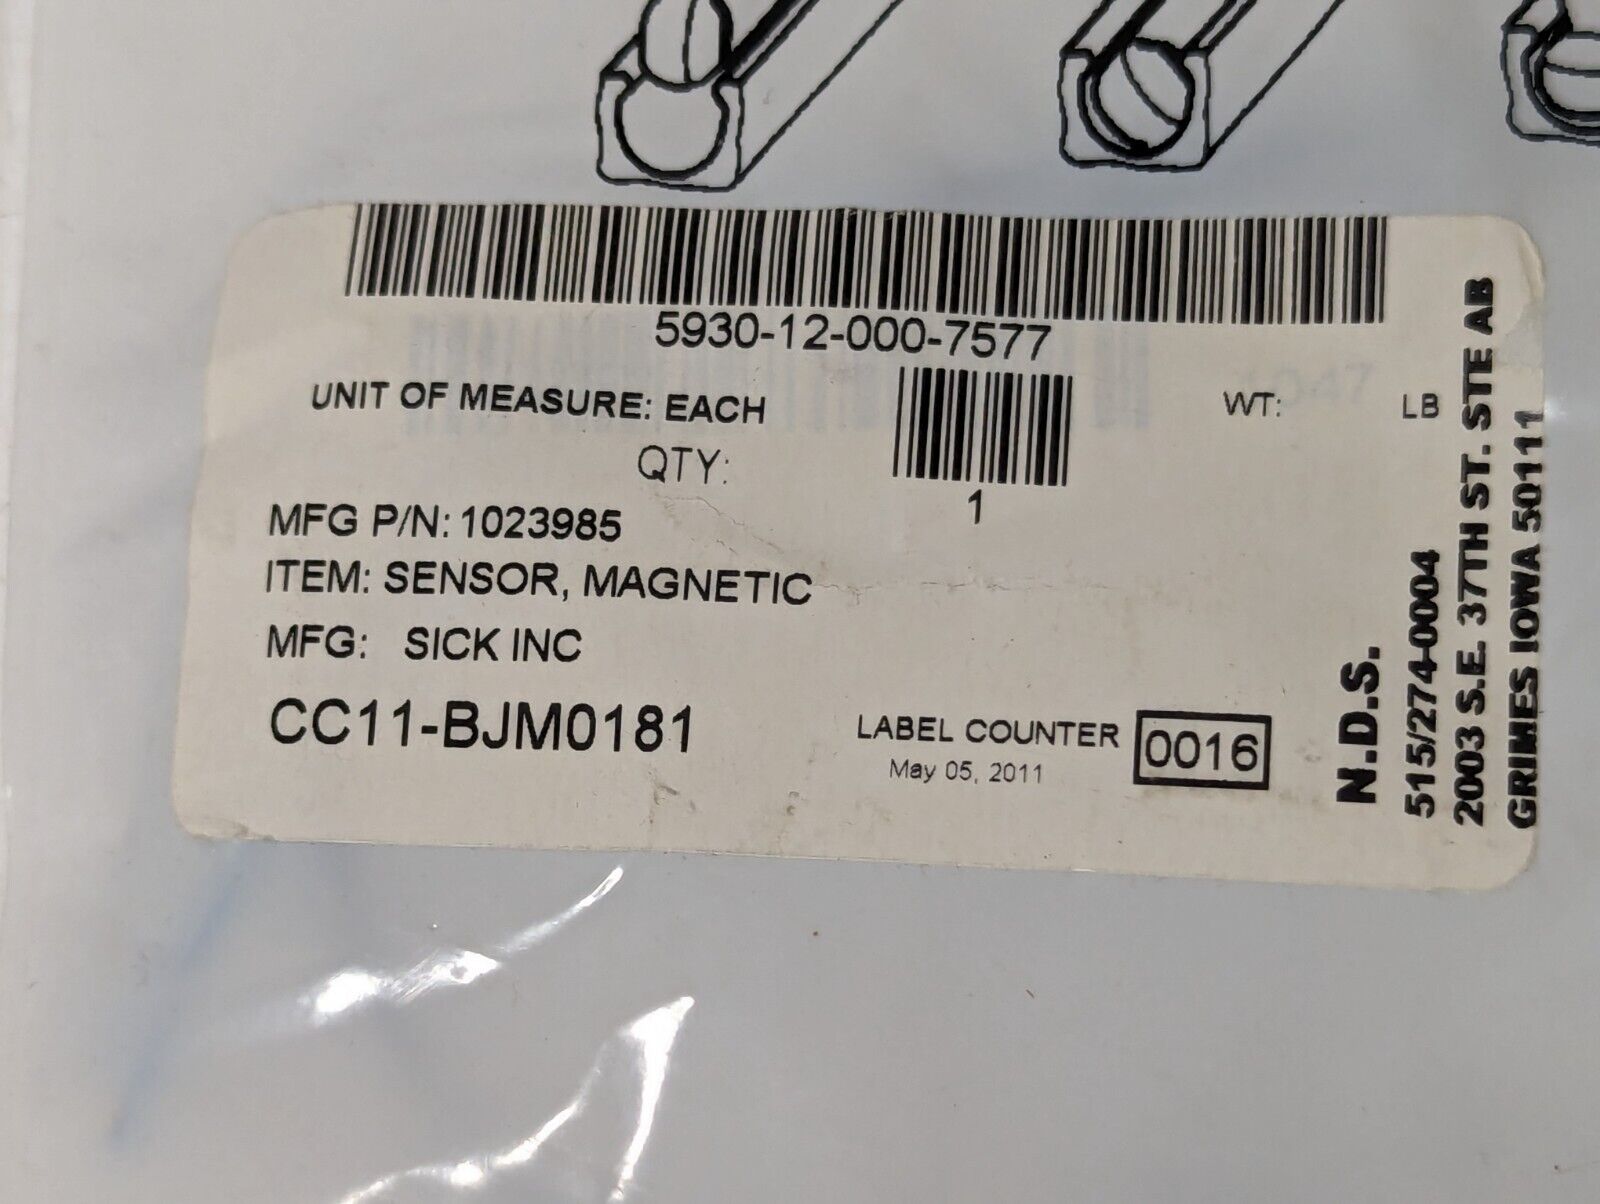 5930-12-000-7577
UNIT OF MEASURE: EACH
WT: LB
QTY:
1
MFG P/N: 1023985
ITEM: SENSOR, MAGNETIC
MFG: SICK INC
CC11-BJM0181
LABEL COUNTER 0016
May 05, 2011
N.D.S.
515/274-0004
2003 S.E. 37TH ST. STE AB
GRIMES IOWA 50111